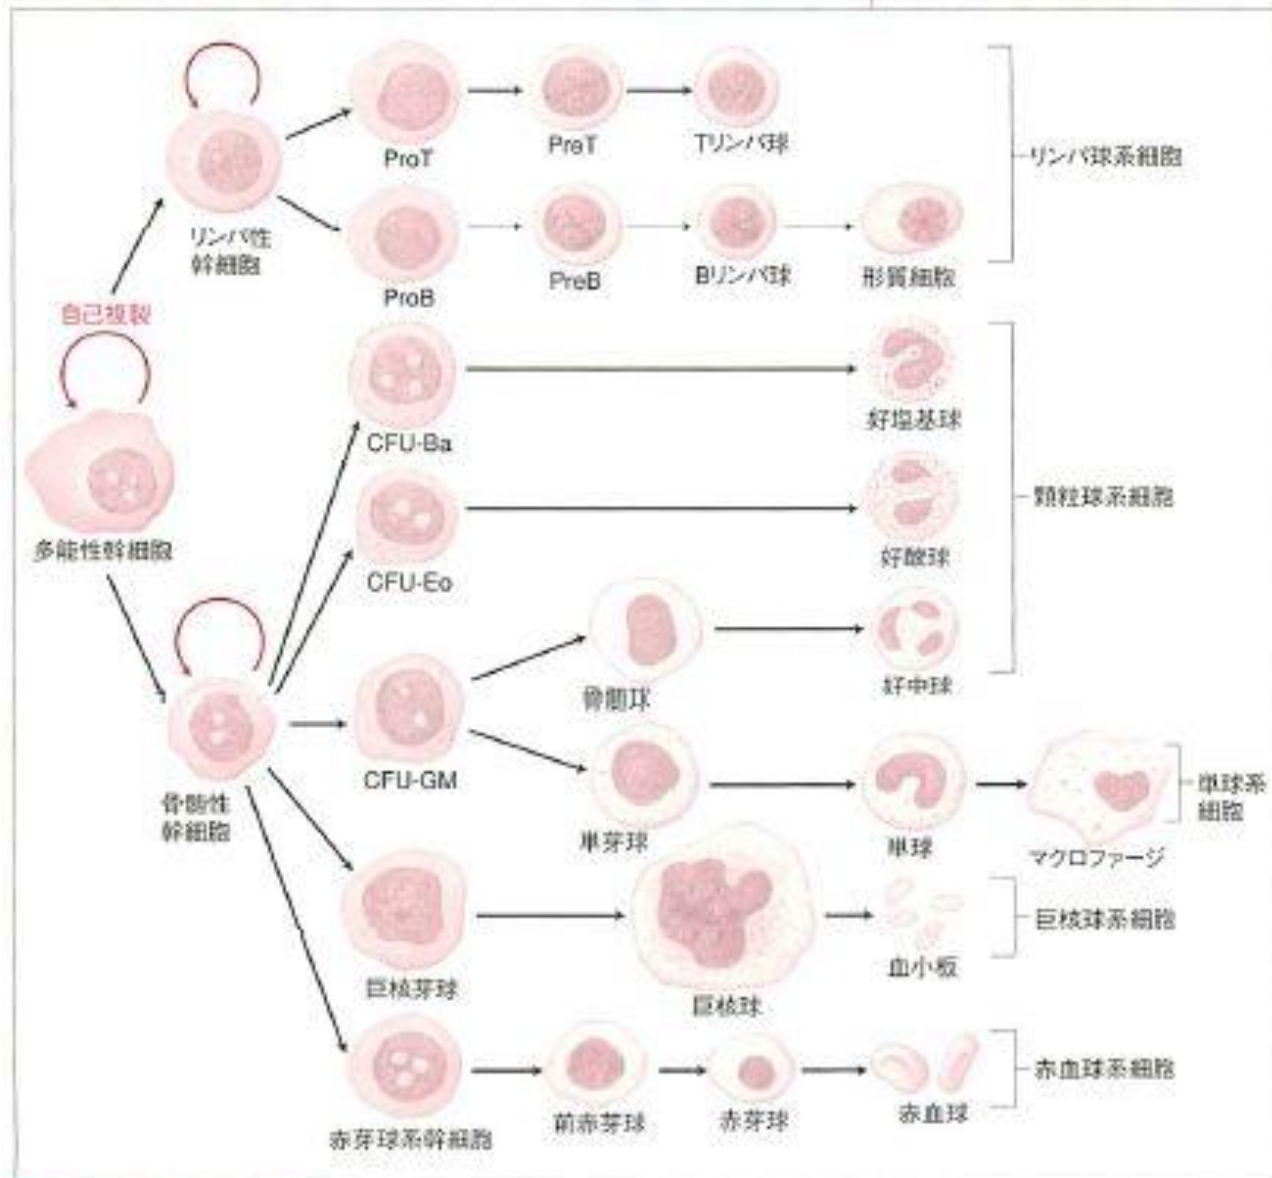 ProT
PreT
Tリンパ球
リンパ球系細胞
リンパ性
幹細胞
ProB
PreB
Bリンパ球
形質細胞
自己複製
多能性幹細胞
CFU-Ba
好塩基球
顆粒球系細胞
CFU-Eo
好酸球
骨髄球
好中球
CFU-GM
骨髄性
幹細胞
単芽球
単球
マクロファージ
単球系
細胞
巨核芽球
巨核球
血小板
巨核球系細胞
赤芽球系幹細胞
前赤芽球
赤芽球
赤血球
赤血球系細胞